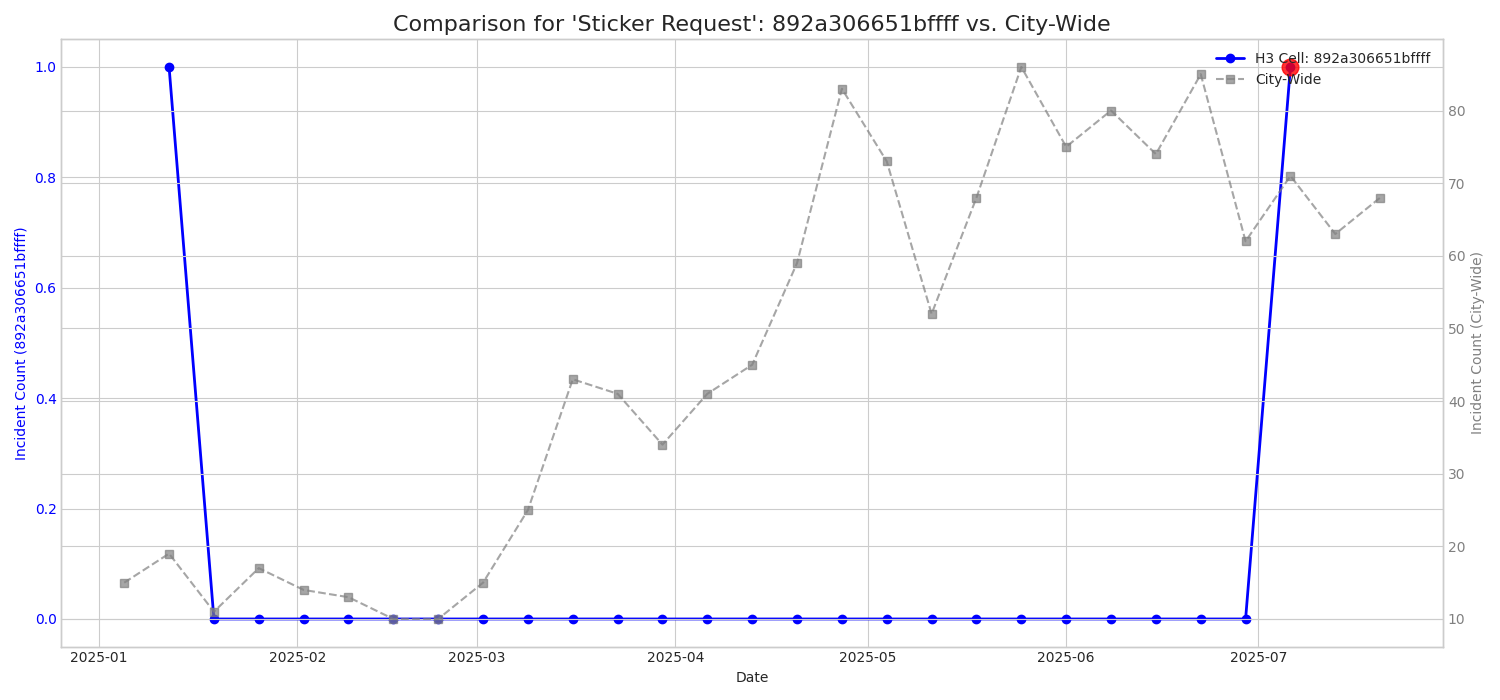 Comparison for 'Sticker Request': 892a306651bffff vs. City-Wide
H3 Cell: 892a306651bffff
City-Wide
Incident Count (892a306651bffff)
1.0
0.8
0.6
0.4
0.2
0.0
80
70
60
50
40
30
20
10
Incident Count (City-Wide)
2025-01 2025-02 2025-03 2025-04 2025-05 2025-06 2025-07
Date